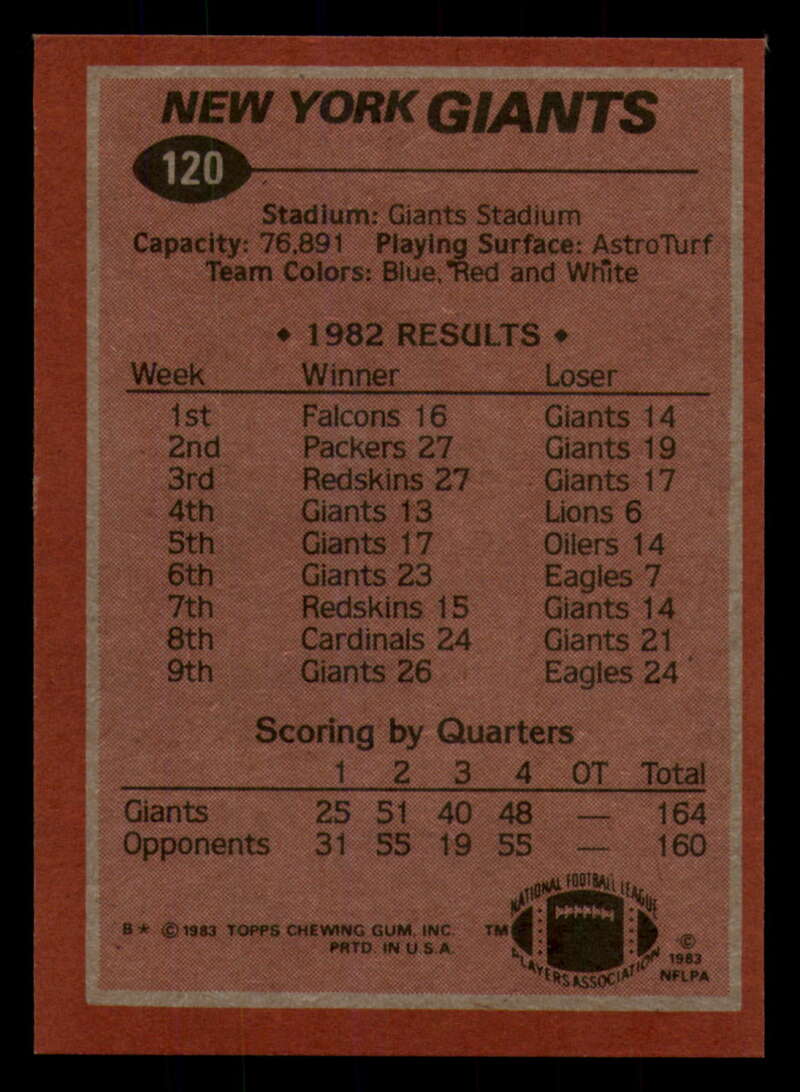 NEW YORK GIANTS
120
Stadium: Giants Stadium
Capacity: 76,891 Playing Surface: AstroTurf
Team Colors: Blue, Red and White
◆ 1982 RESULTS ◆
Week Winner Loser
1st Falcons 16 Giants 14
2nd Packers 27 Giants 19
3rd Redskins 27 Giants 17
4th Giants 13 Lions 6
5th Giants 17 Oilers 14
6th Giants 23 Eagles 7
7th Redskins 15 Giants 14
8th Cardinals 24 Giants 21
9th Giants 26 Eagles 24
Scoring by Quarters
1 2 3 4 OT Total
Giants 25 51 40 48 — 164
Opponents 31 55 19 55 — 160
B* © 1983 TOPPS CHEWING GUM, INC.
PRTD. IN U.S.A.
TM
NATIONAL FOOTBALL LEAGUE
PLAYERS ASSOCIATION
©
1983
NFLPA